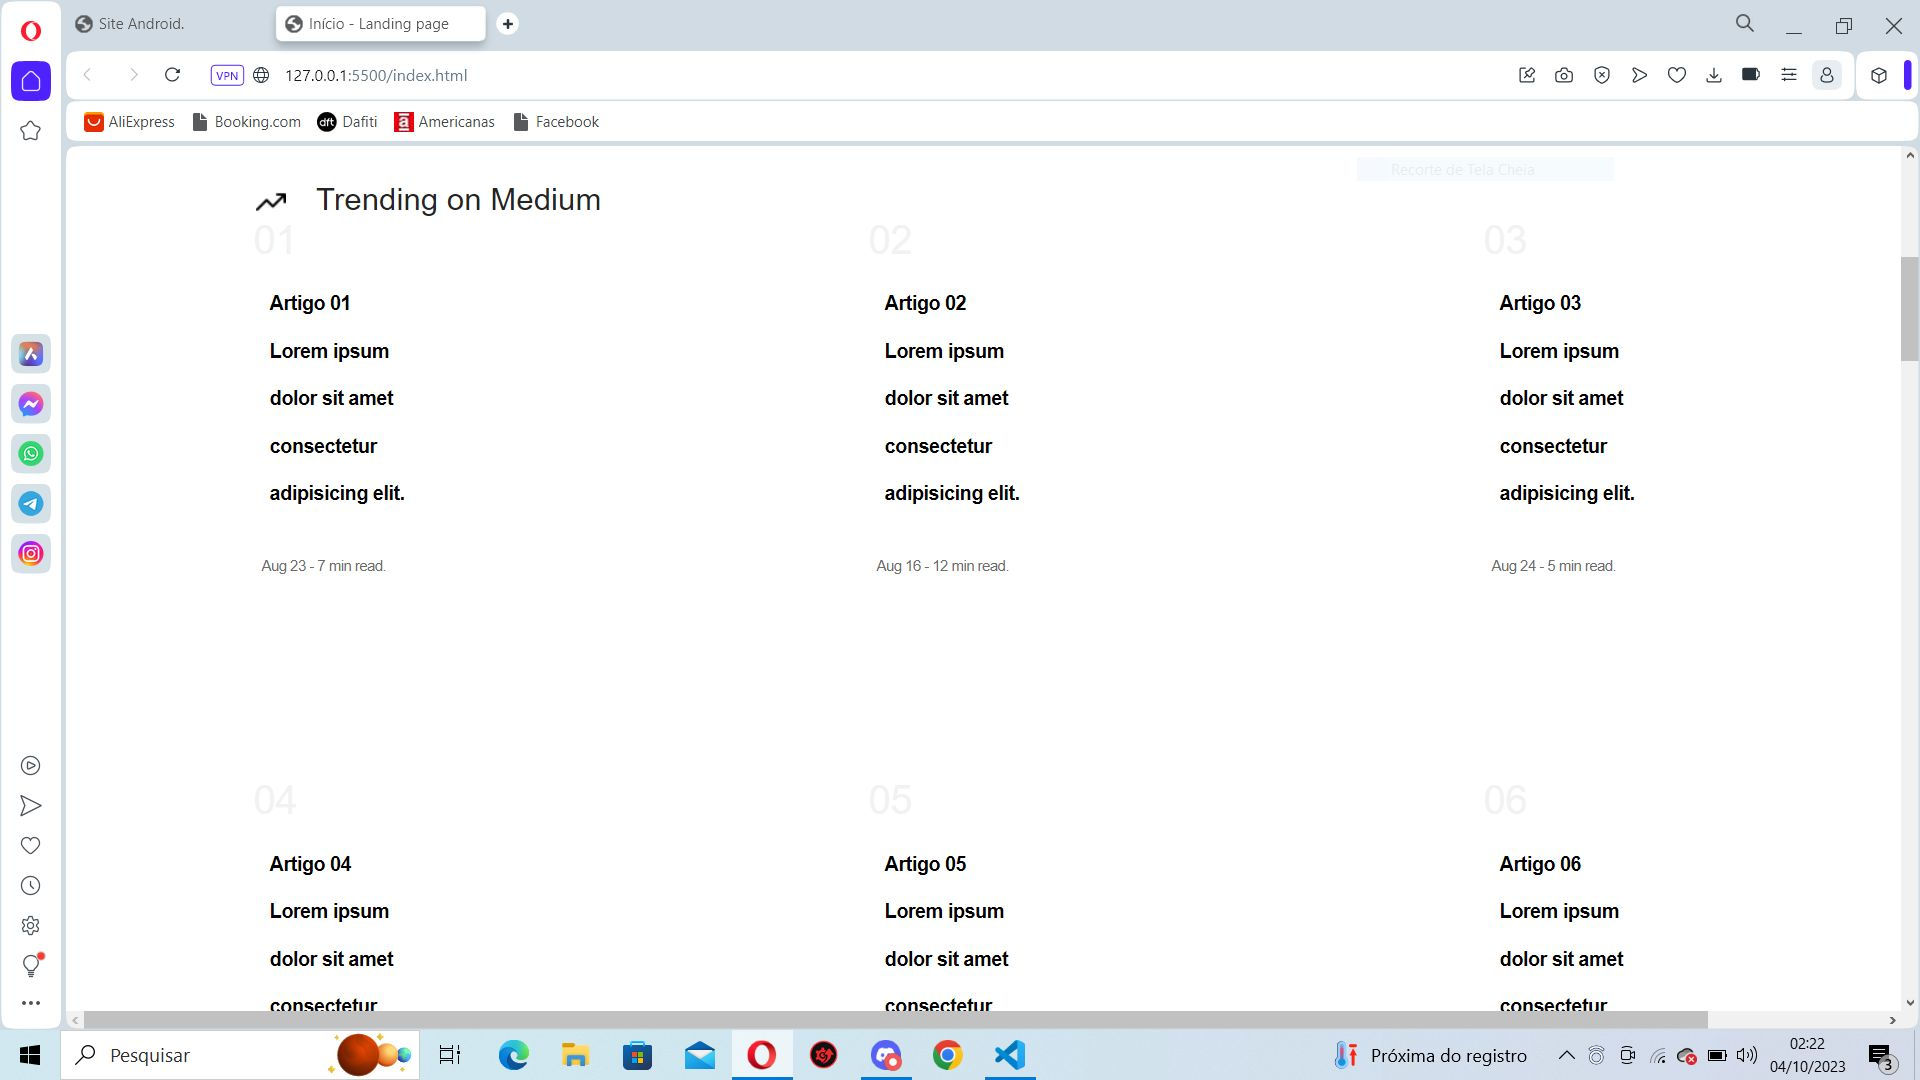 Site Android.
Início - Landing page
VPN
127.0.0.1:5500/index.html
AliExpress
Booking.com
dft
Dafiti
a
Americanas
Facebook
Recorte de Tela Cheia
Trending on Medium
01
02
03
Artigo 01
Artigo 02
Artigo 03
Lorem ipsum
Lorem ipsum
Lorem ipsum
dolor sit amet
dolor sit amet
dolor sit amet
consectetur
consectetur
consectetur
adipisicing elit.
adipisicing elit.
adipisicing elit.
Aug 23 - 7 min read.
Aug 16 - 12 min read.
Aug 24 - 5 min read.
04
05
06
Artigo 04
Artigo 05
Artigo 06
Lorem ipsum
Lorem ipsum
Lorem ipsum
dolor sit amet
dolor sit amet
dolor sit amet
consectetur
consectetur
consectetur
Pesquisar
Próxima do registro
02:22
04/10/2023
3